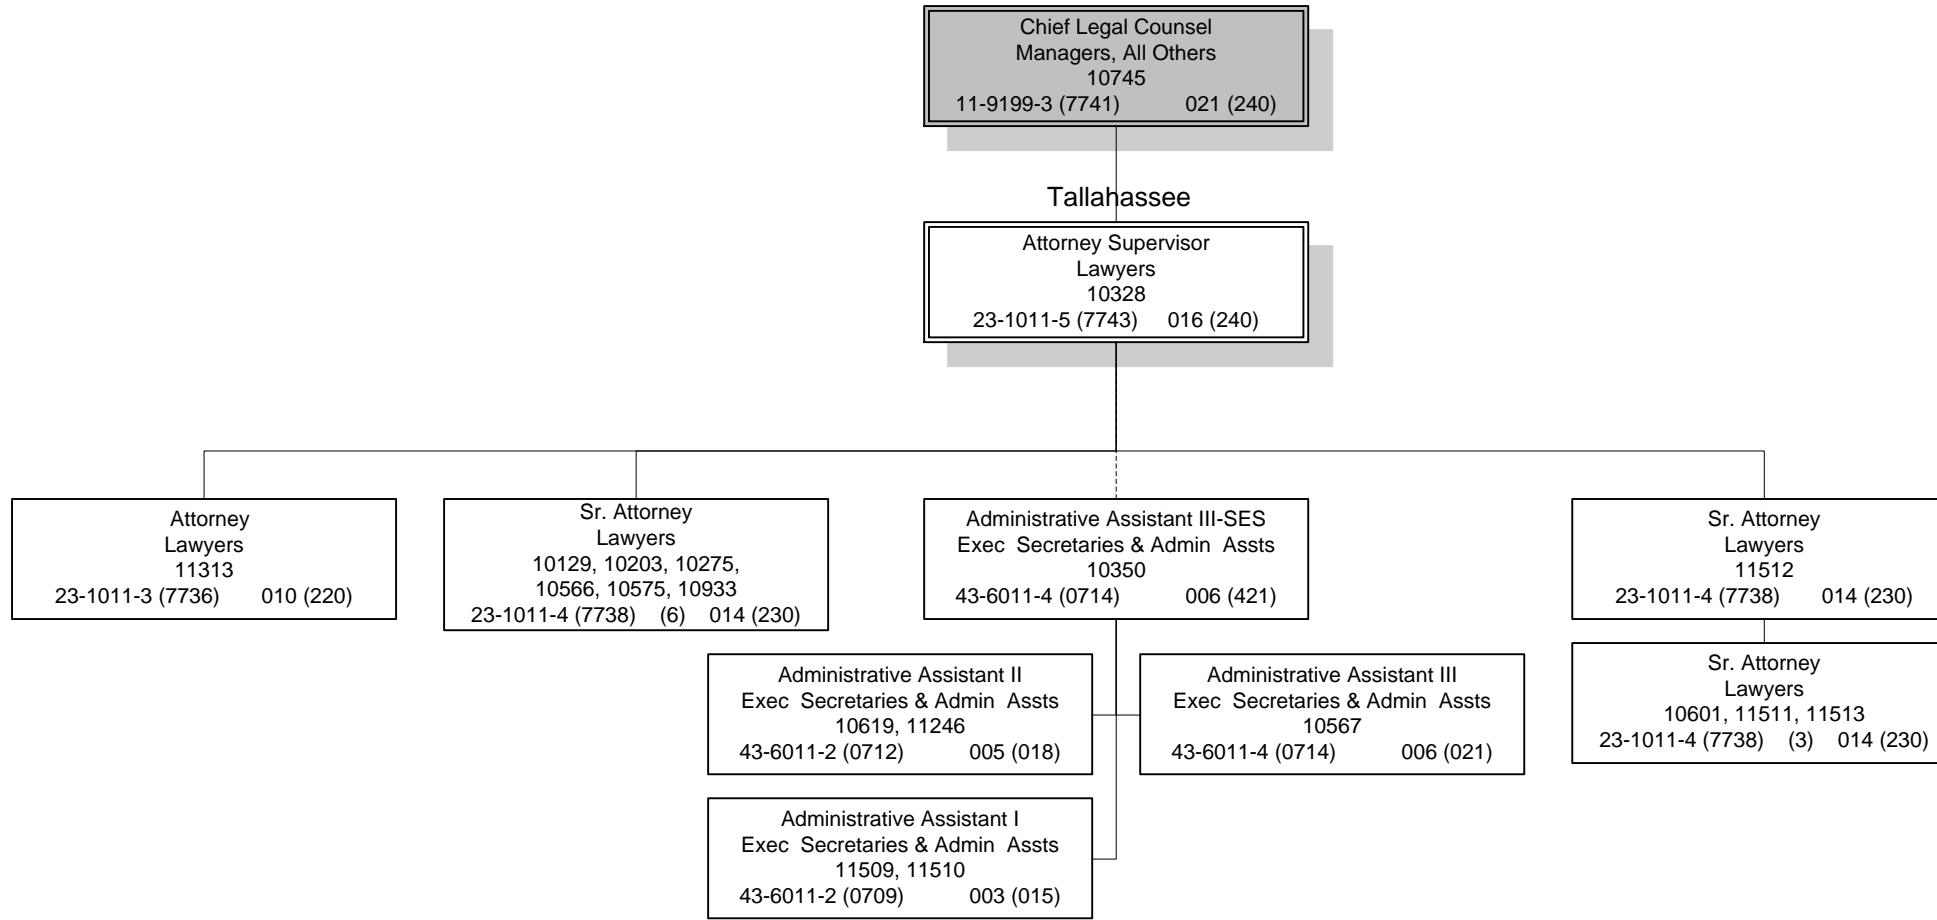 Chief Legal Counsel
Managers, All Others
10745
11-9199-3 (7741) 021 (240)
Tallahassee
Attorney Supervisor
Lawyers
10328
23-1011-5 (7743) 016 (240)
Attorney
Lawyers
11313
23-1011-3 (7736) 010 (220)
Sr. Attorney
Lawyers
10129, 10203, 10275,
10566, 10575, 10933
23-1011-4 (7738) (6) 014 (230)
Administrative Assistant III-SES
Exec Secretaries & Admin Assts
10350
43-6011-4 (0714) 006 (421)
Sr. Attorney
Lawyers
11512
23-1011-4 (7738) 014 (230)
Administrative Assistant II
Exec Secretaries & Admin Assts
10619, 11246
43-6011-2 (0712) 005 (018)
Administrative Assistant III
Exec Secretaries & Admin Assts
10567
43-6011-4 (0714) 006 (021)
Sr. Attorney
Lawyers
10601, 11511, 11513
23-1011-4 (7738) (3) 014 (230)
Administrative Assistant I
Exec Secretaries & Admin Assts
11509, 11510
43-6011-2 (0709) 003 (015)